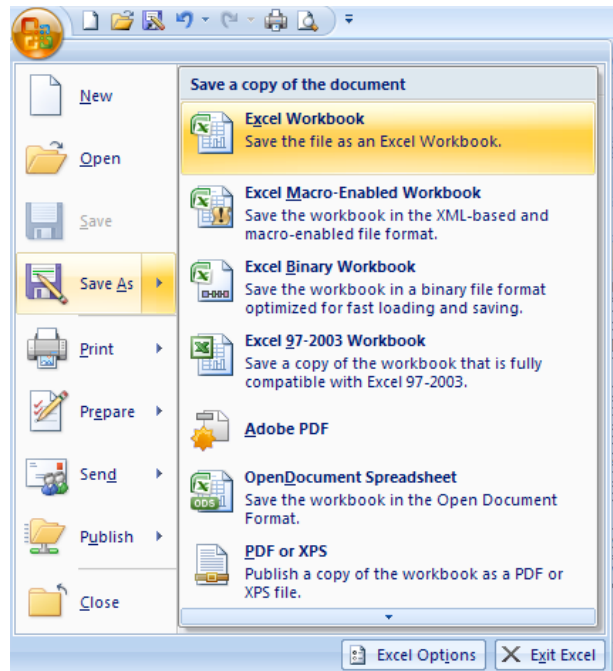 New
Open
Save
Save As
Print
Prepare
Send
Publish
Close
Save a copy of the document
Excel Workbook
Save the file as an Excel Workbook.
Excel Macro-Enabled Workbook
Save the workbook in the XML-based and
macro-enabled file format.
Excel Binary Workbook
Save the workbook in a binary file format
optimized for fast loading and saving.
Excel 97-2003 Workbook
Save a copy of the workbook that is fully
compatible with Excel 97-2003.
Adobe PDF
OpenDocument Spreadsheet
Save the workbook in the Open Document
Format.
ODS
PDF or XPS
Publish a copy of the workbook as a PDF or
XPS file.
Excel Options
Exit Excel